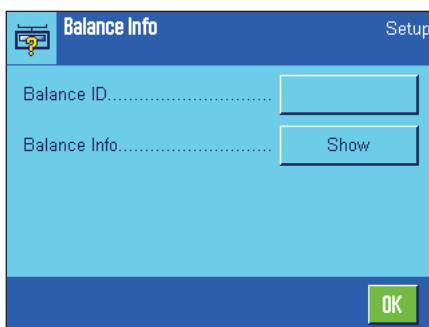 Balance Info Setup
Balance ID...............................
Balance Info............................. Show
OK